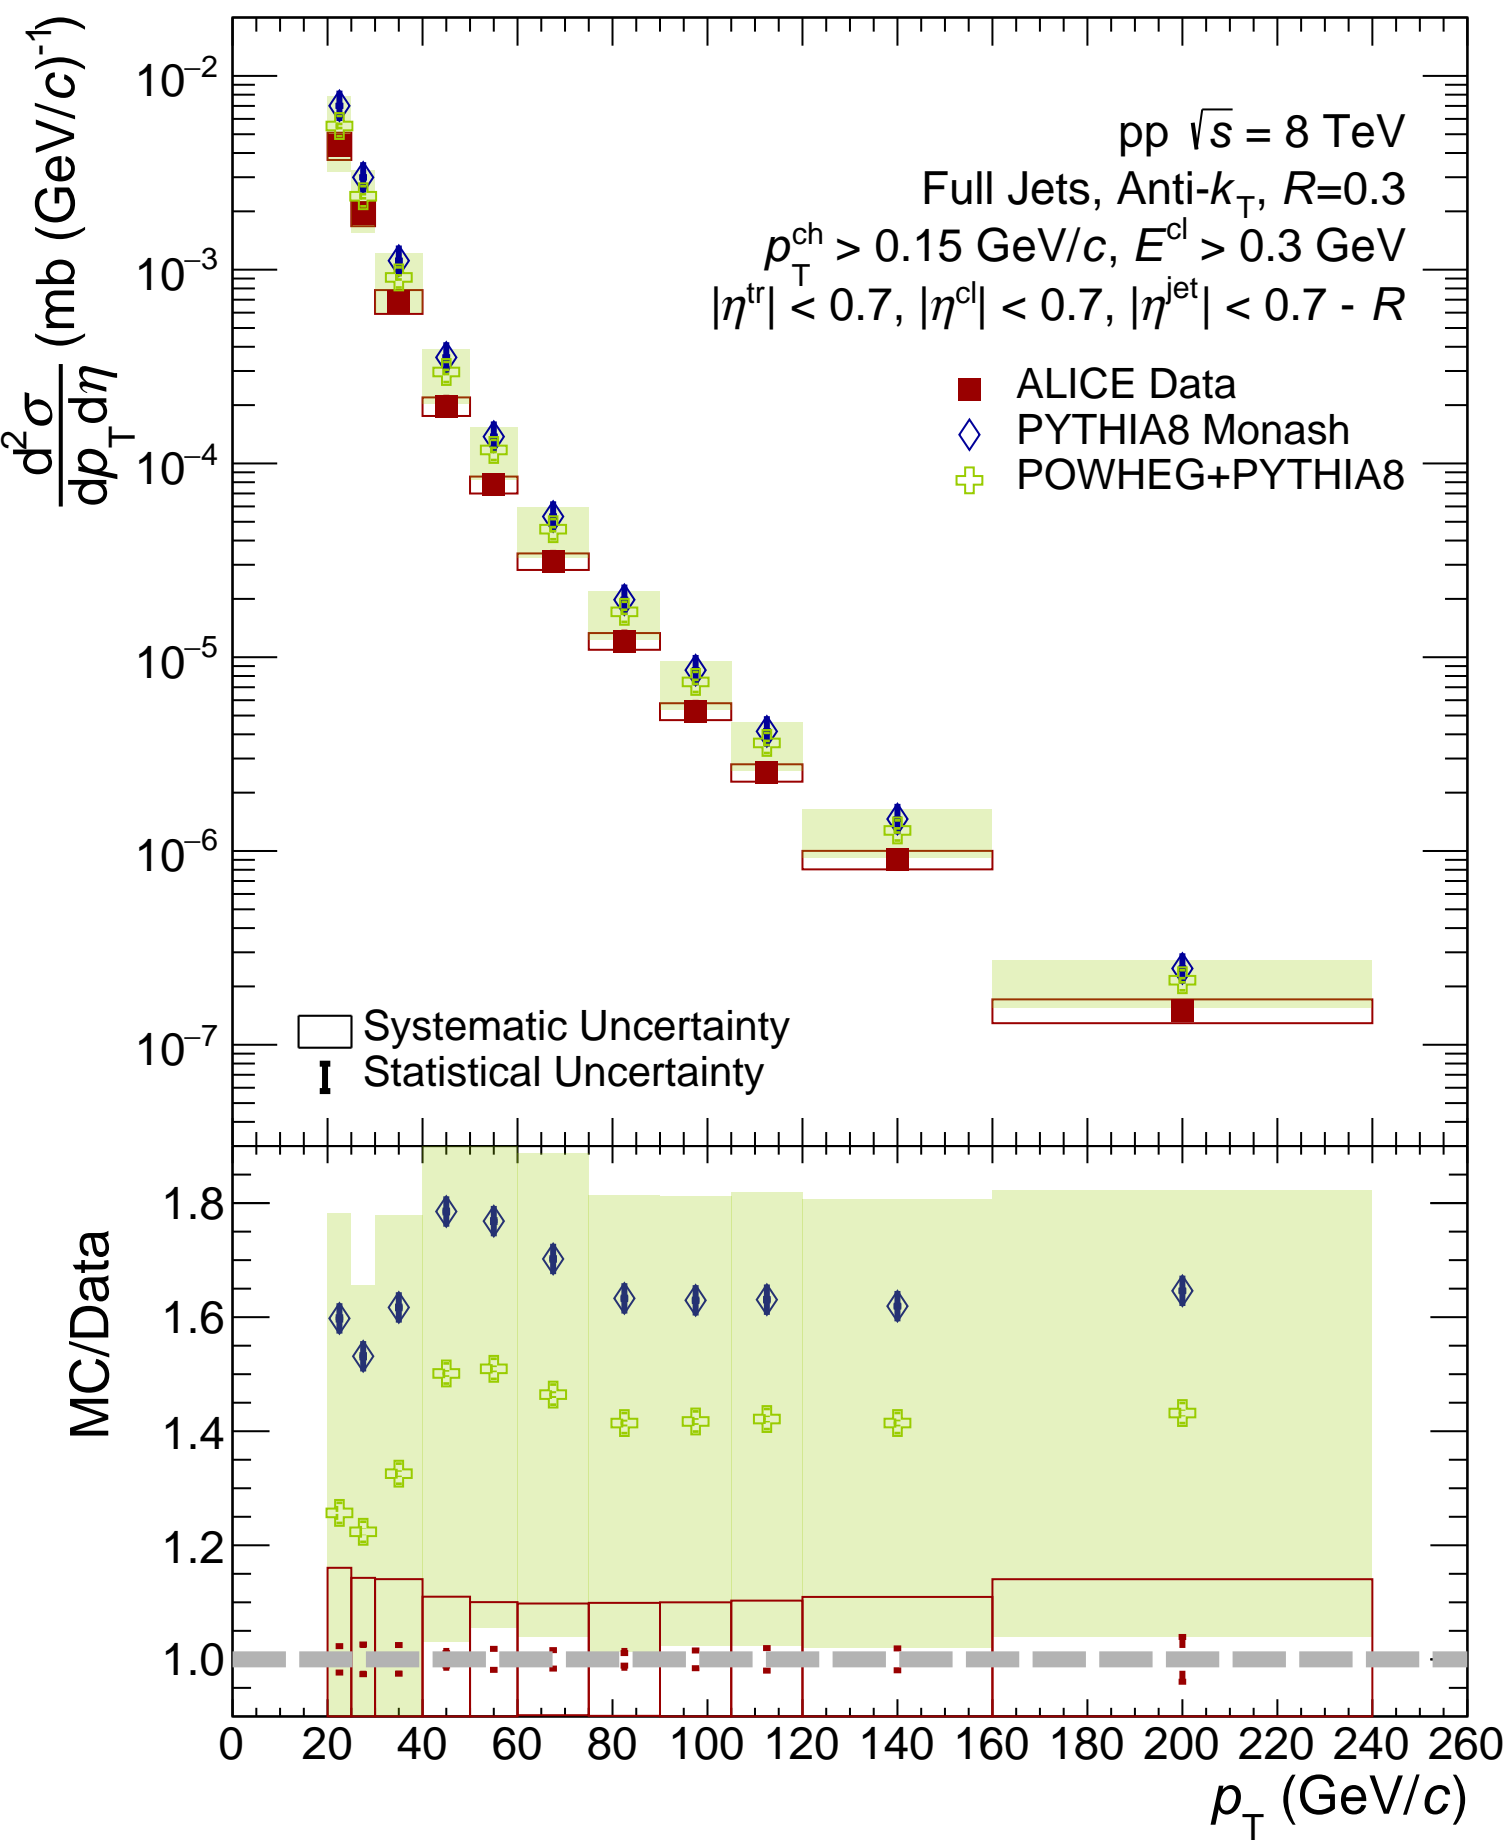 d²σ/dp_T dη (mb (GeV/c)⁻¹)
10⁻²
10⁻³
10⁻⁴
10⁻⁵
10⁻⁶
10⁻⁷
pp √s = 8 TeV
Full Jets, Anti-k_T, R=0.3
p_T^ch > 0.15 GeV/c, E^cl > 0.3 GeV
|η^tr| < 0.7, |η^cl| < 0.7, |η^jet| < 0.7 - R
ALICE Data
PYTHIA8 Monash
POWHEG+PYTHIA8
Systematic Uncertainty
Statistical Uncertainty
MC/Data
1.8
1.6
1.4
1.2
1.0
0 20 40 60 80 100 120 140 160 180 200 220 240 260
p_T (GeV/c)